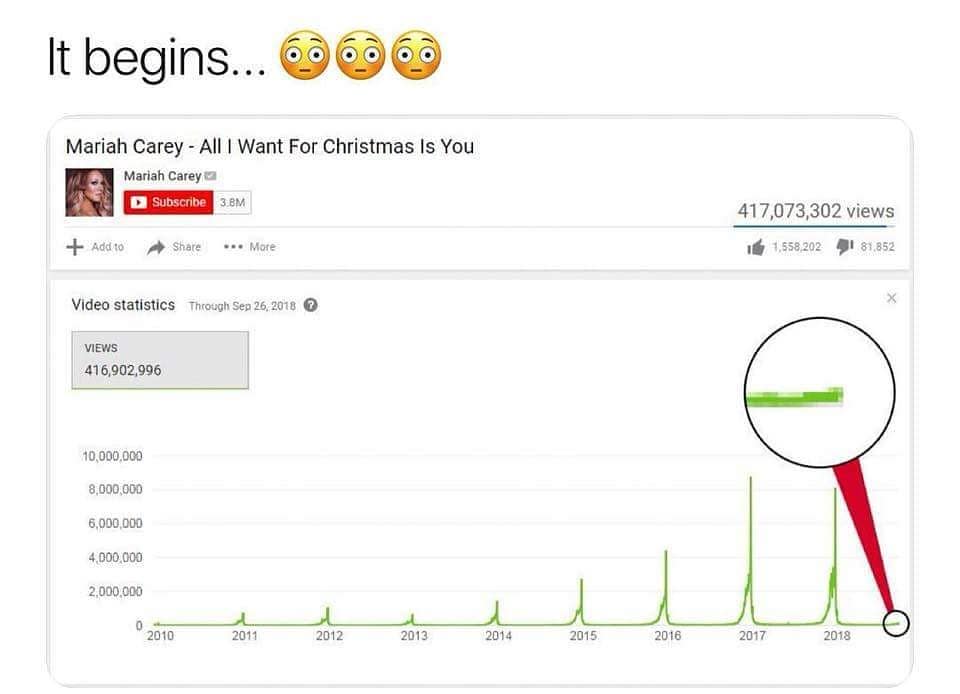 It begins... 😳😳😳
Mariah Carey - All I Want For Christmas Is You
Mariah Carey
Subscribe 3.8M
417,073,302 views
Add to Share More 1,558,202 81,852
Video statistics Through Sep 26, 2018 ?
VIEWS
416,902,996
10,000,000
8,000,000
6,000,000
4,000,000
2,000,000
0
2010 2011 2012 2013 2014 2015 2016 2017 2018